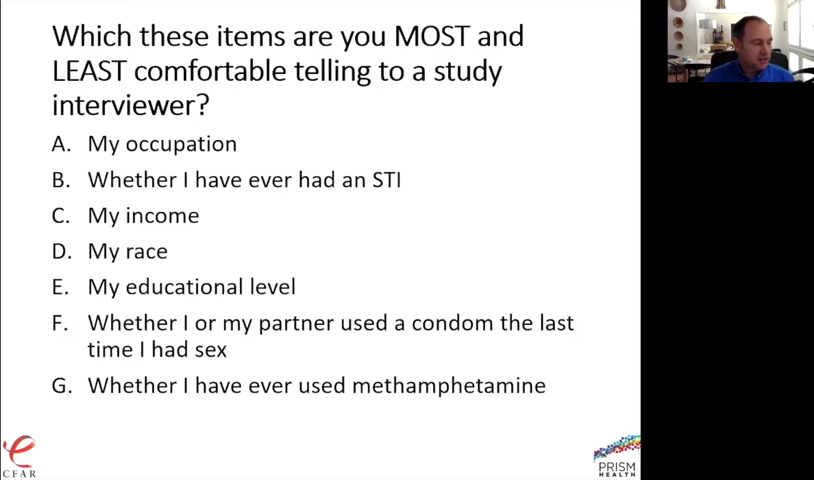 Which these items are you MOST and
LEAST comfortable telling to a study
interviewer?
A. My occupation
B. Whether I have ever had an STI
C. My income
D. My race
E. My educational level
F. Whether I or my partner used a condom the last
time I had sex
G. Whether I have ever used methamphetamine
CFAR
PRISM
HEALTH